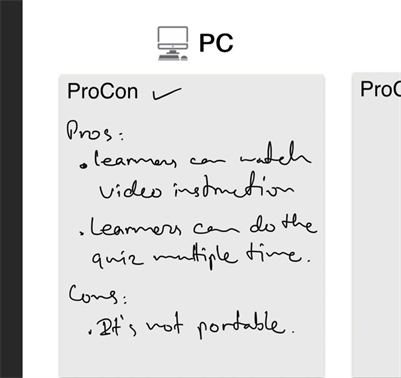 PC
ProCon ✓
Pros:
. learners can watch
video instruction
. Learners can do the
quiz multiple time.
Cons:
. It's not portable.
ProC